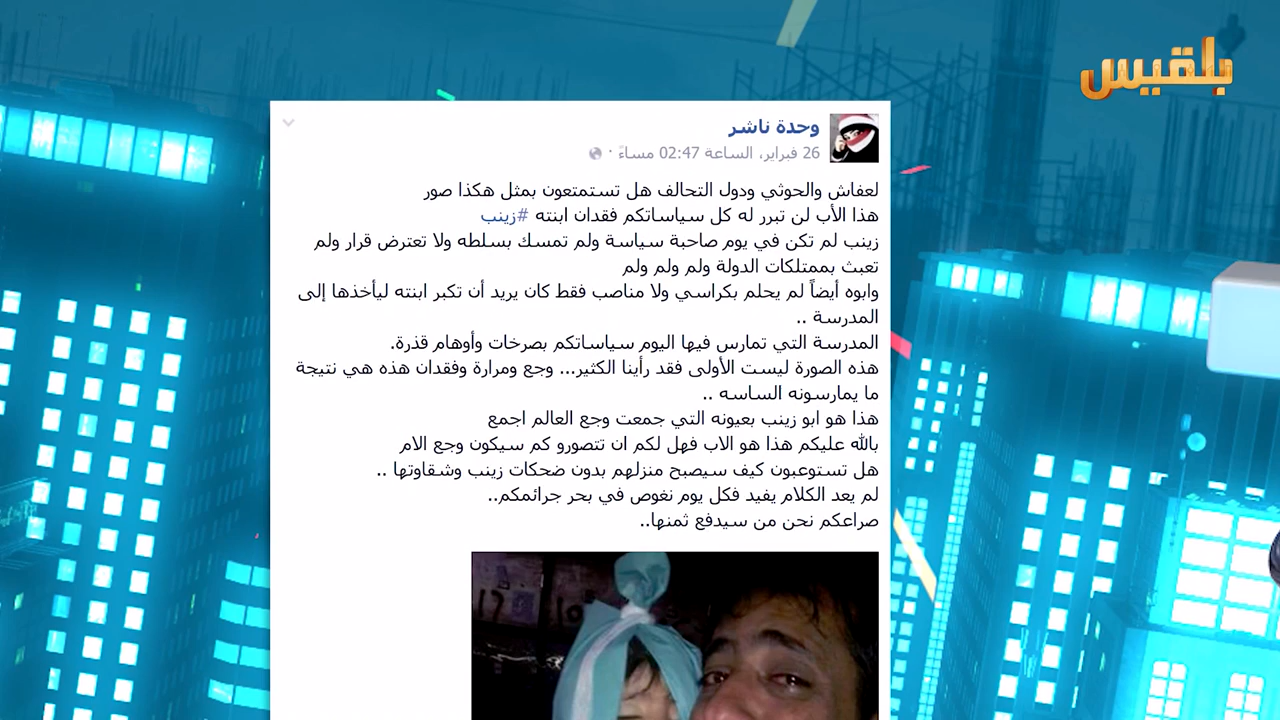 بلقيس
وحدة ناشر
26 فبراير، الساعة 02:47 مساءً ·
لعفاش والحوثي ودول التحالف هل تستمتعون بمثل هكذا صور
هذا الأب لن تبرر له كل سياساتكم فقدان ابنته #زينب
زينب لم تكن في يوم صاحبة سياسة ولم تمسك بسلطه ولا تعترض قرار ولم
تعبث بممتلكات الدولة ولم ولم ولم
وابوه أيضاً لم يحلم بكراسي ولا مناصب فقط كان يريد أن تكبر ابنته ليأخذها إلى
المدرسة ..
المدرسة التي تمارس فيها اليوم سياساتكم بصرخات وأوهام قذرة.
هذه الصورة ليست الأولى فقد رأينا الكثير... وجع ومرارة وفقدان هذه هي نتيجة
ما يمارسونه الساسه ..
هذا هو ابو زينب بعيونه التي جمعت وجع العالم اجمع
بالله عليكم هذا هو الاب فهل لكم ان تتصورو كم سيكون وجع الام
هل تستوعبون كيف سيصبح منزلهم بدون ضحكات زينب وشقاوتها ..
لم يعد الكلام يفيد فكل يوم نغوص في بحر جرائمكم..
صراعكم نحن من سيدفع ثمنها..